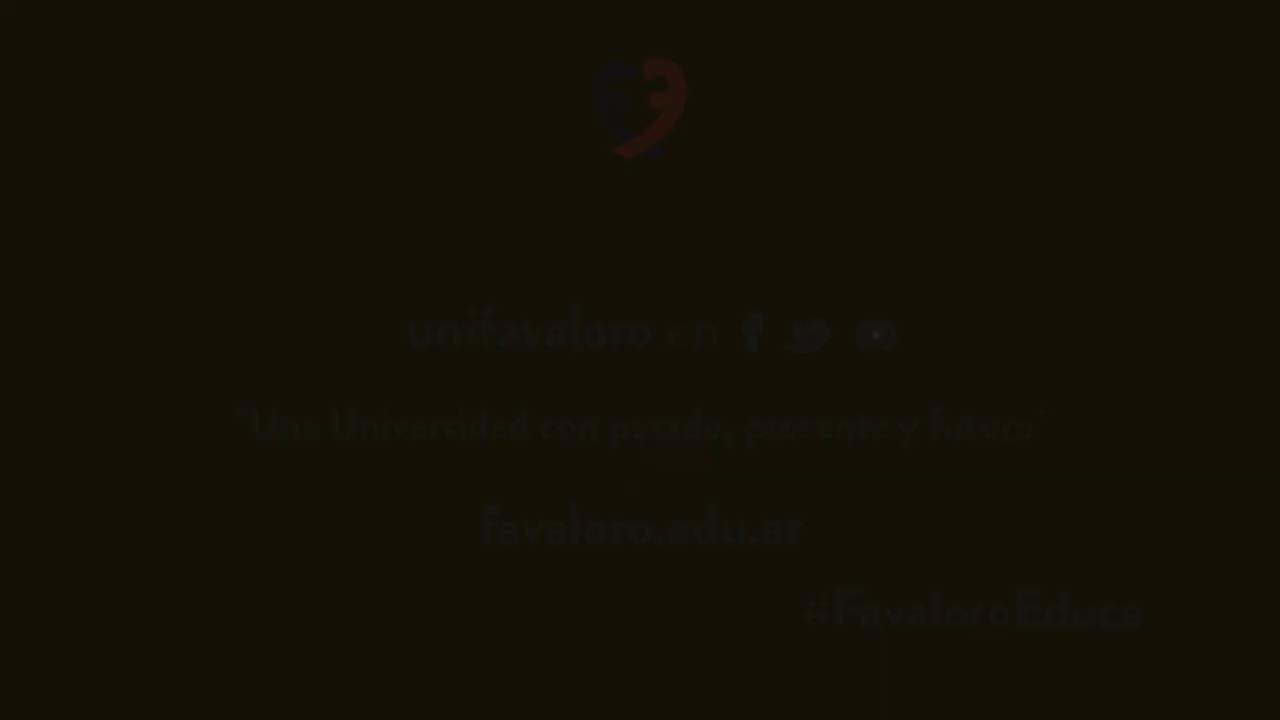 unifavaloro en
"Una Universidad con pasado, presente y futuro"
favaloro.edu.ar
#FavaloroEduca